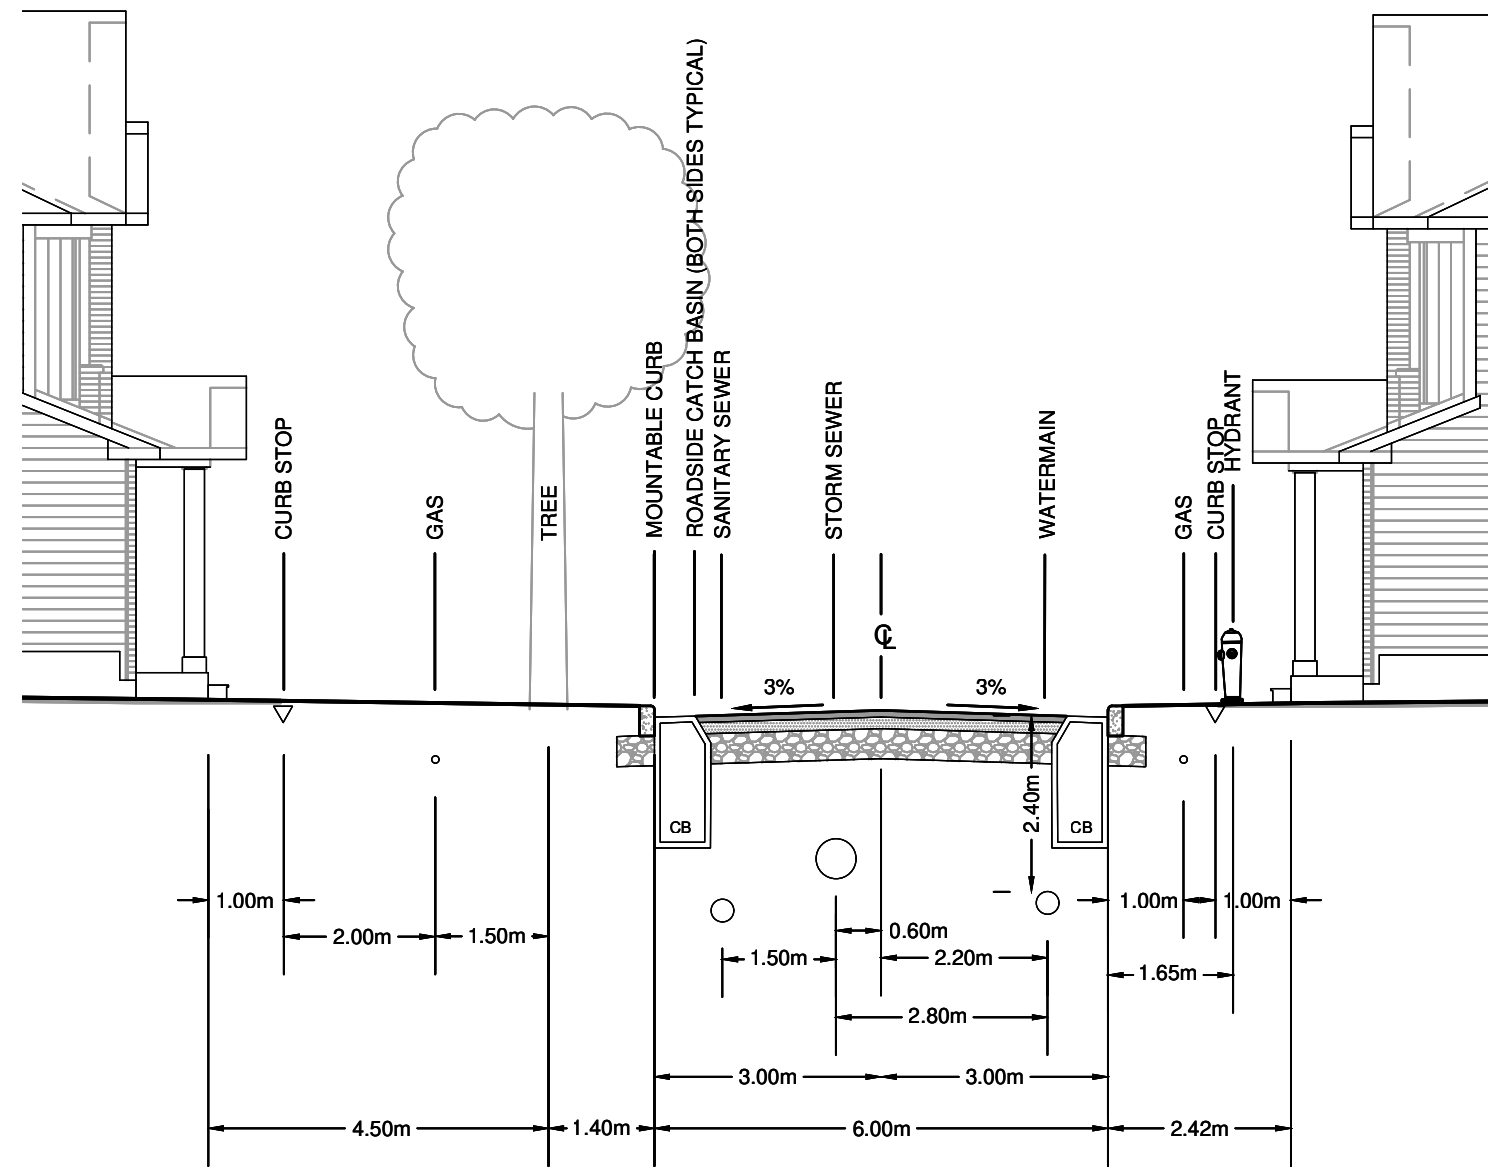 CURB STOP
GAS
TREE
MOUNTABLE CURB
ROADSIDE CATCH BASIN (BOTH SIDES TYPICAL)
SANITARY SEWER
STORM SEWER
WATERMAIN
GAS
CURB STOP
HYDRANT
℄
3%
3%
2.40m
CB
CB
1.00m
1.00m
1.00m
2.00m
1.50m
0.60m
1.50m
2.20m
1.65m
2.80m
3.00m
3.00m
4.50m
1.40m
6.00m
2.42m